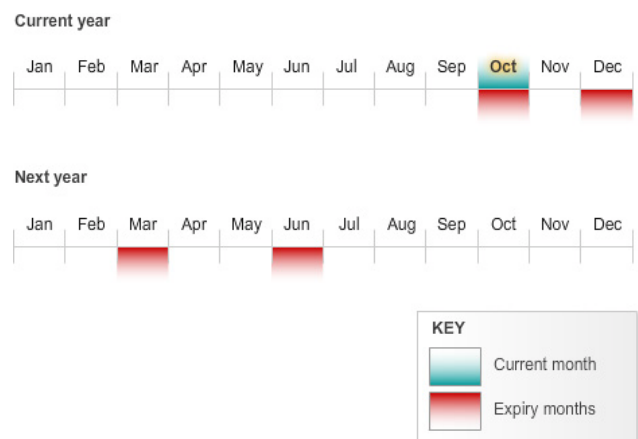 Current year
Jan Feb Mar Apr May Jun Jul Aug Sep Oct Nov Dec
Next year
Jan Feb Mar Apr May Jun Jul Aug Sep Oct Nov Dec
KEY
Current month
Expiry months